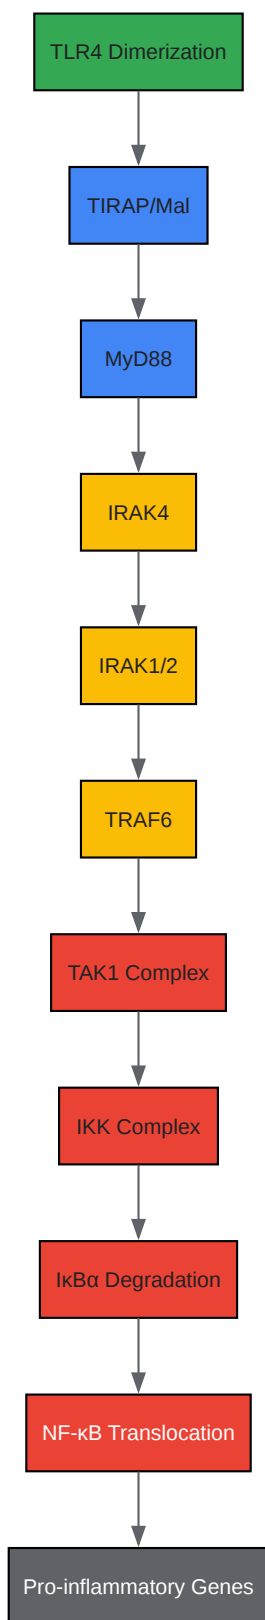 TLR4 Dimerization
TIRAP/Mal
MyD88
IRAK4
IRAK1/2
TRAF6
TAK1 Complex
IKK Complex
IκBα Degradation
NF-κB Translocation
Pro-inflammatory Genes